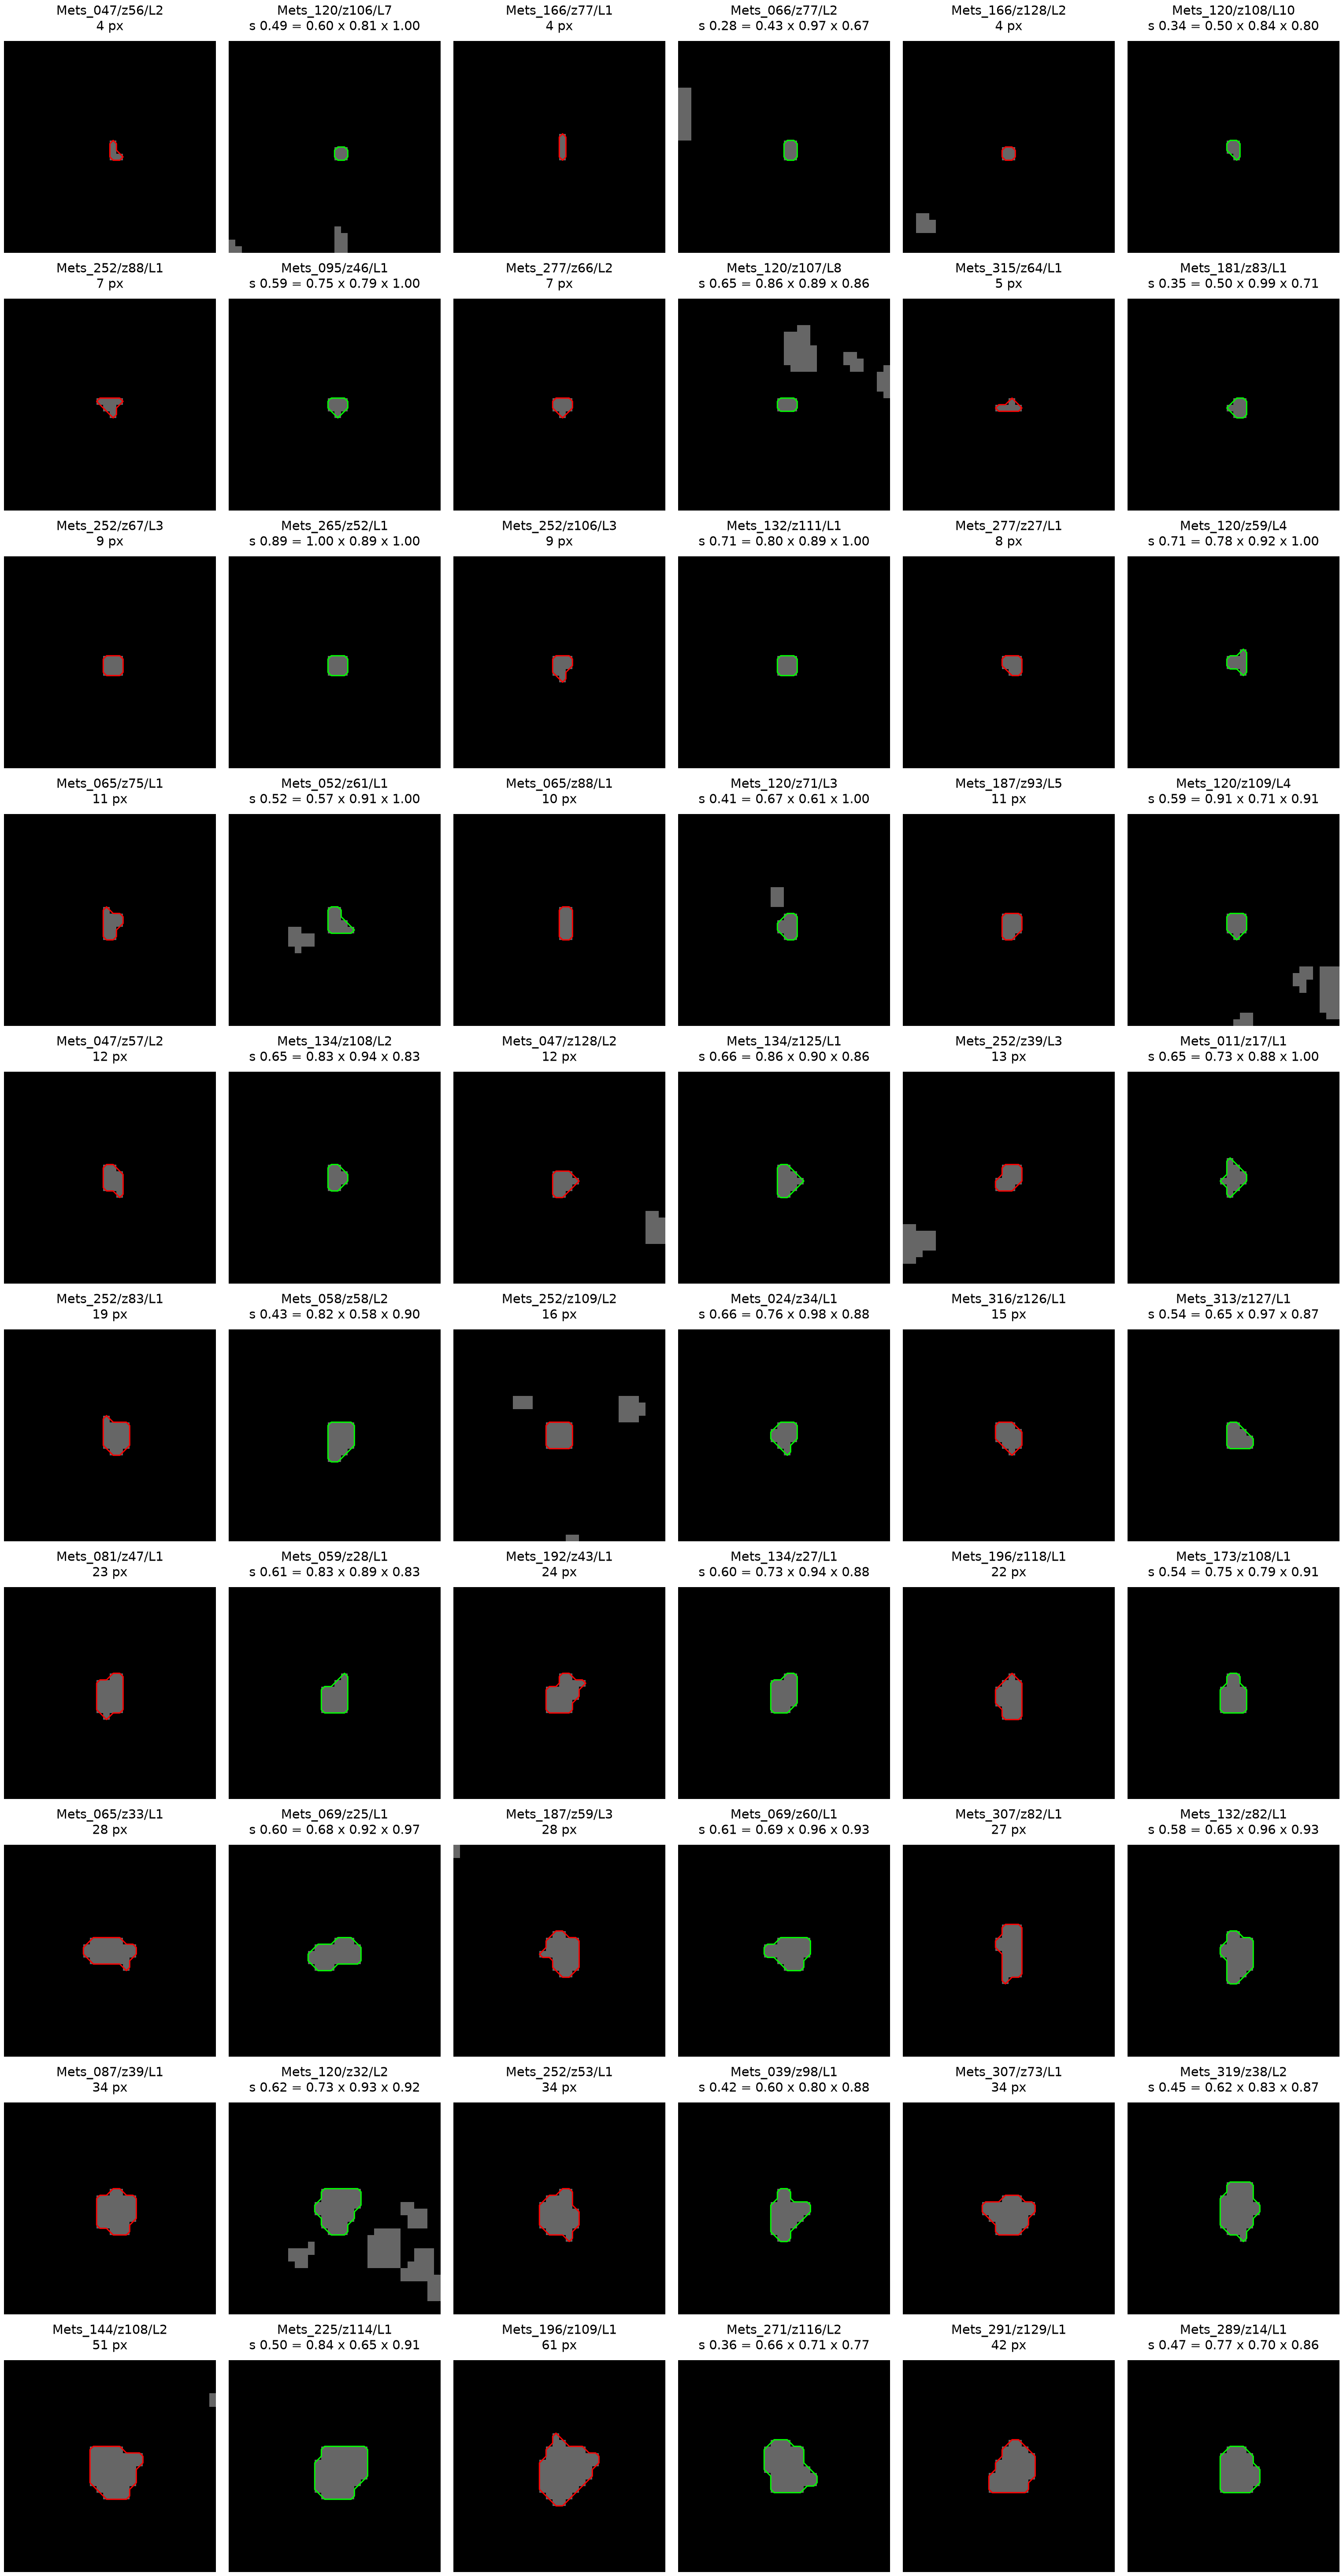 Mets_047/z56/L2
4 px
Mets_120/z106/L7
s 0.49 = 0.60 x 0.81 x 1.00
Mets_166/z77/L1
4 px
Mets_066/z77/L2
s 0.28 = 0.43 x 0.97 x 0.67
Mets_166/z128/L2
4 px
Mets_120/z108/L10
s 0.34 = 0.50 x 0.84 x 0.80
Mets_252/z88/L1
7 px
Mets_095/z46/L1
s 0.59 = 0.75 x 0.79 x 1.00
Mets_277/z66/L2
7 px
Mets_120/z107/L8
s 0.65 = 0.86 x 0.89 x 0.86
Mets_315/z64/L1
5 px
Mets_181/z83/L1
s 0.35 = 0.50 x 0.99 x 0.71
Mets_252/z67/L3
9 px
Mets_265/z52/L1
s 0.89 = 1.00 x 0.89 x 1.00
Mets_252/z106/L3
9 px
Mets_132/z111/L1
s 0.71 = 0.80 x 0.89 x 1.00
Mets_277/z27/L1
8 px
Mets_120/z59/L4
s 0.71 = 0.78 x 0.92 x 1.00
Mets_065/z75/L1
11 px
Mets_052/z61/L1
s 0.52 = 0.57 x 0.91 x 1.00
Mets_065/z88/L1
10 px
Mets_120/z71/L3
s 0.41 = 0.67 x 0.61 x 1.00
Mets_187/z93/L5
11 px
Mets_120/z109/L4
s 0.59 = 0.91 x 0.71 x 0.91
Mets_047/z57/L2
12 px
Mets_134/z108/L2
s 0.65 = 0.83 x 0.94 x 0.83
Mets_047/z128/L2
12 px
Mets_134/z125/L1
s 0.66 = 0.86 x 0.90 x 0.86
Mets_252/z39/L3
13 px
Mets_011/z17/L1
s 0.65 = 0.73 x 0.88 x 1.00
Mets_252/z83/L1
19 px
Mets_058/z58/L2
s 0.43 = 0.82 x 0.58 x 0.90
Mets_252/z109/L2
16 px
Mets_024/z34/L1
s 0.66 = 0.76 x 0.98 x 0.88
Mets_316/z126/L1
15 px
Mets_313/z127/L1
s 0.54 = 0.65 x 0.97 x 0.87
Mets_081/z47/L1
23 px
Mets_059/z28/L1
s 0.61 = 0.83 x 0.89 x 0.83
Mets_192/z43/L1
24 px
Mets_134/z27/L1
s 0.60 = 0.73 x 0.94 x 0.88
Mets_196/z118/L1
22 px
Mets_173/z108/L1
s 0.54 = 0.75 x 0.79 x 0.91
Mets_065/z33/L1
28 px
Mets_069/z25/L1
s 0.60 = 0.68 x 0.92 x 0.97
Mets_187/z59/L3
28 px
Mets_069/z60/L1
s 0.61 = 0.69 x 0.96 x 0.93
Mets_307/z82/L1
27 px
Mets_132/z82/L1
s 0.58 = 0.65 x 0.96 x 0.93
Mets_087/z39/L1
34 px
Mets_120/z32/L2
s 0.62 = 0.73 x 0.93 x 0.92
Mets_252/z53/L1
34 px
Mets_039/z98/L1
s 0.42 = 0.60 x 0.80 x 0.88
Mets_307/z73/L1
34 px
Mets_319/z38/L2
s 0.45 = 0.62 x 0.83 x 0.87
Mets_144/z108/L2
51 px
Mets_225/z114/L1
s 0.50 = 0.84 x 0.65 x 0.91
Mets_196/z109/L1
61 px
Mets_271/z116/L2
s 0.36 = 0.66 x 0.71 x 0.77
Mets_291/z129/L1
42 px
Mets_289/z14/L1
s 0.47 = 0.77 x 0.70 x 0.86